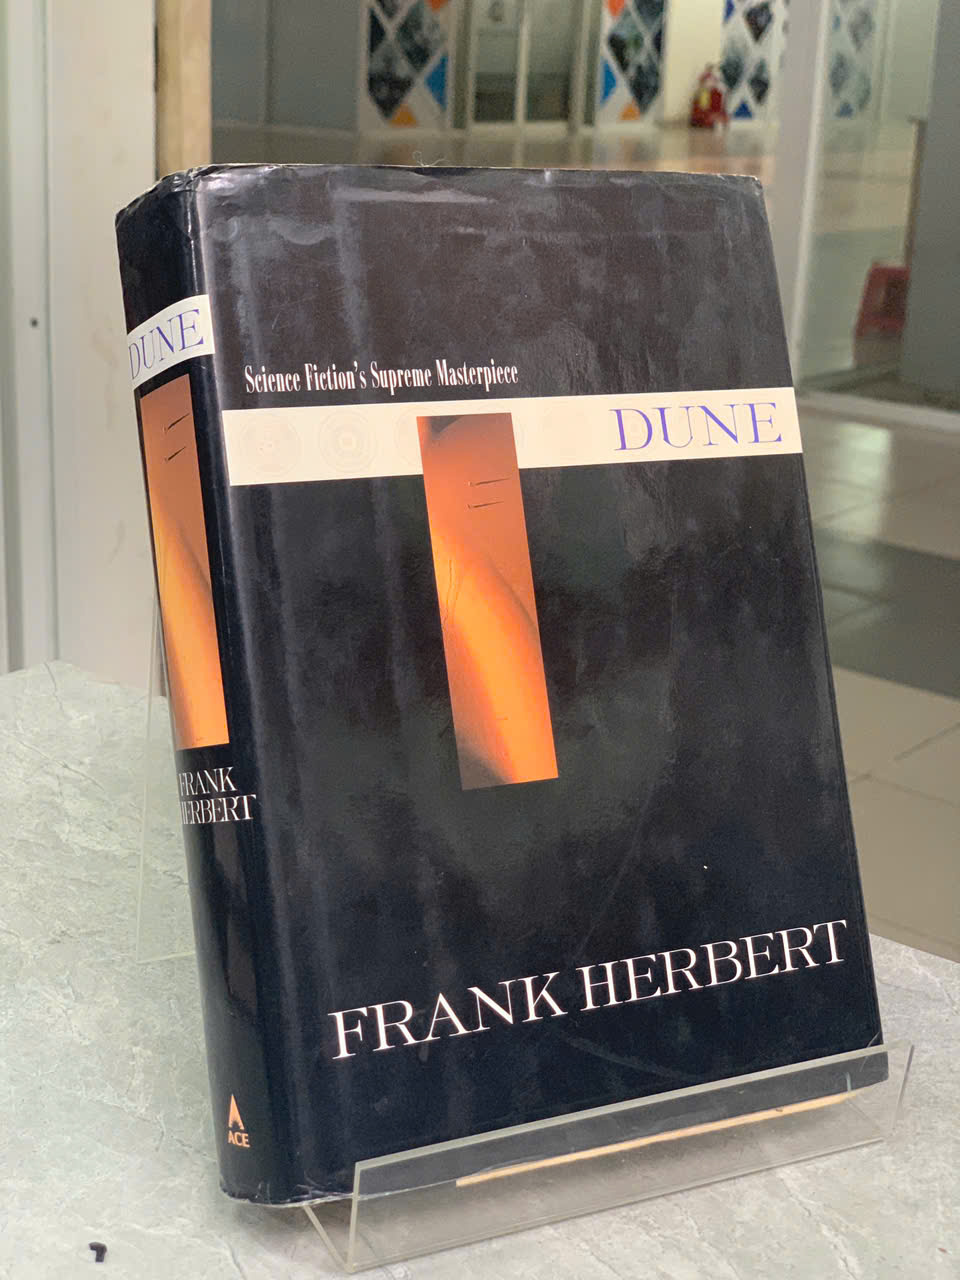 DUNE
FRANK
HERBERT
ACE
Science Fiction's Supreme Masterpiece
DUNE
FRANK HERBERT